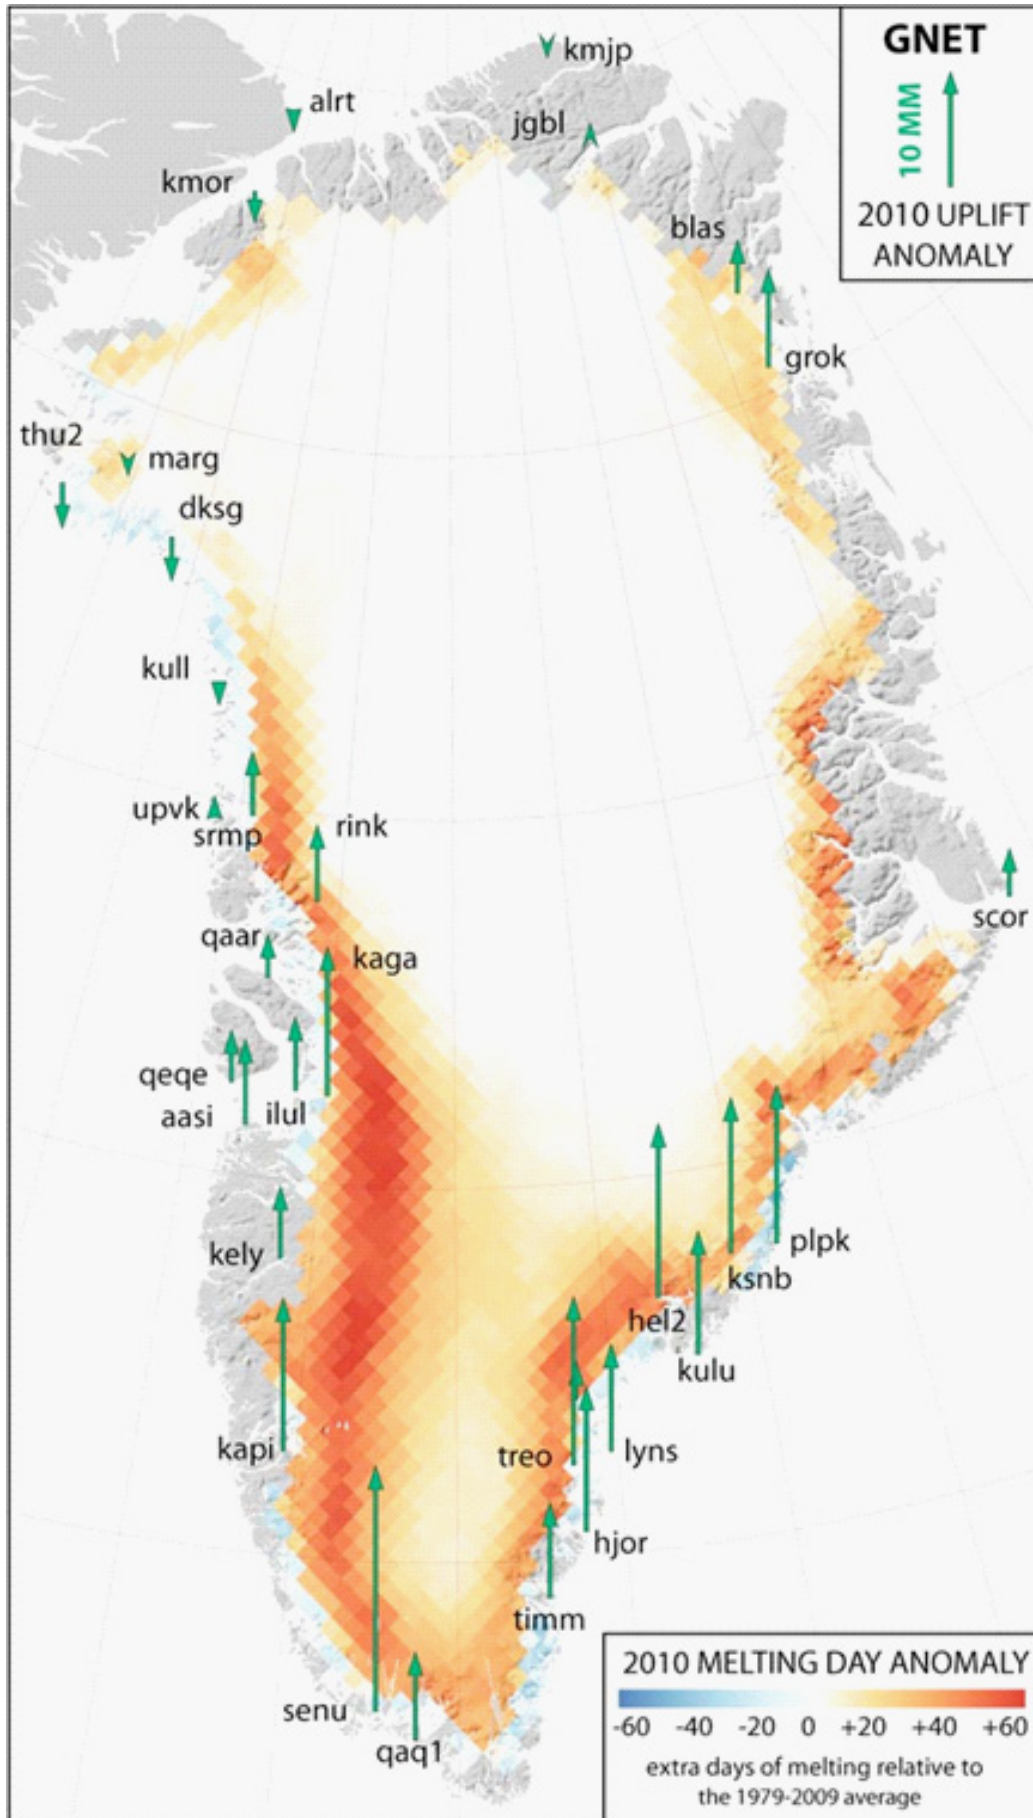 GNET
10 MM
2010 UPLIFT
ANOMALY
kmjp
alrt
jgbl
kmor
blas
grok
thu2
marg
dksg
kull
upvk
srmp
rink
scor
qaar
kaga
qeqe
aasi
ilul
kely
plpk
ksnb
hel2
kulu
kapi
treo
lyns
hjor
timm
senu
qaq1
2010 MELTING DAY ANOMALY
-60 -40 -20 0 +20 +40 +60
extra days of melting relative to
the 1979-2009 average